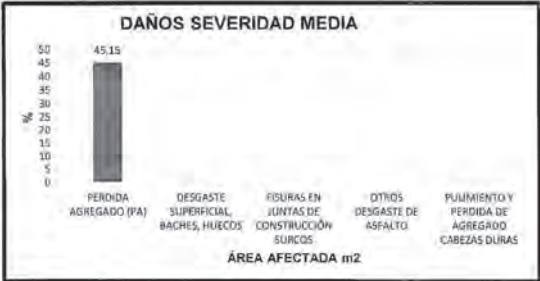 DAÑOS SEVERIDAD MEDIA
50
45
40
35
30
25
20
15
10
5
0
%
45,15
PERDIDA AGREGADO (PA)
DESGASTE SUPERFICIAL, BACHES, HUECOS
FISURAS EN JUNTAS DE CONSTRUCCIÓN SURCOS
OTROS DESGASTE DE ASFALTO
PULIMIENTO Y PERDIDA DE AGREGADO CABEZAS DURAS
ÁREA AFECTADA m2